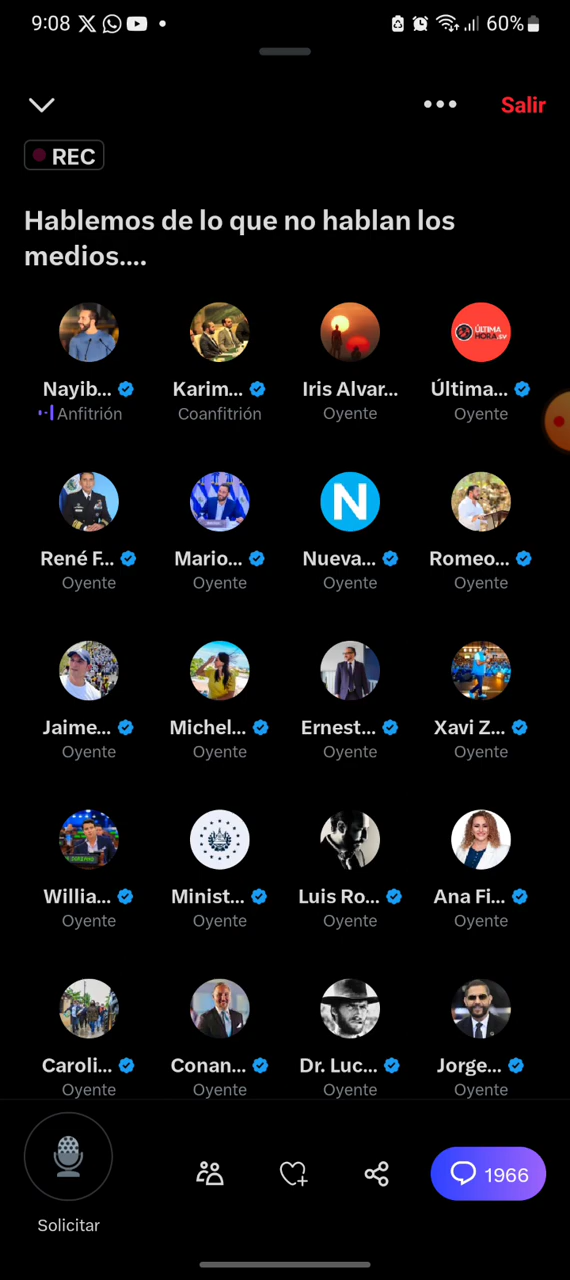 9:08 60%
Salir
REC
Hablemos de lo que no hablan los
medios....
ÚLTIMA
HORA.SV
Nayib... Karim... Iris Alvar... Última...
Anfitrión Coanfitrión Oyente Oyente
N
René F... Mario... Nueva... Romeo...
Oyente Oyente Oyente Oyente
Jaime... Michel... Ernest... Xavi Z...
Oyente Oyente Oyente Oyente
Willia... Minist... Luis Ro... Ana Fi...
Oyente Oyente Oyente Oyente
Caroli... Conan... Dr. Luc... Jorge...
Oyente Oyente Oyente Oyente
1966
Solicitar